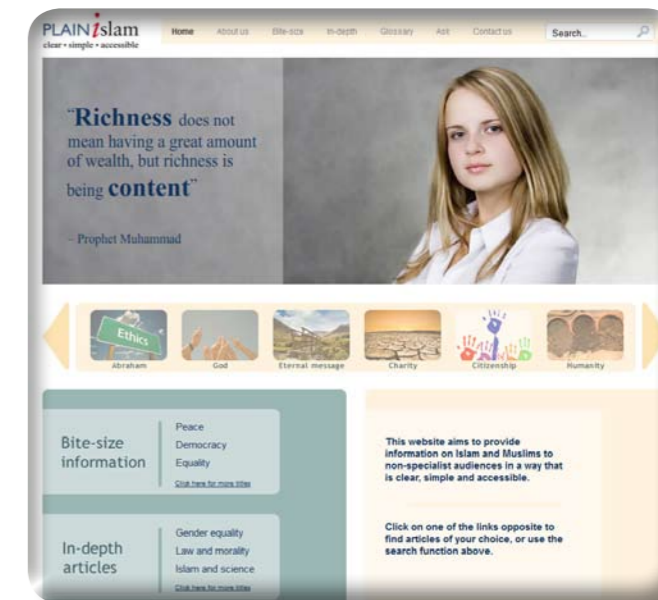 PLAIN islam
clear • simple • accessible
Home About us Bite-size In-depth Glossary Ask Contact us Search..
“Richness does not
mean having a great amount
of wealth, but richness is
being content”
– Prophet Muhammad
Ethics
Abraham God Eternal message Charity Citizenship Humanity
Bite-size
information
Peace
Democracy
Equality
Click here for more titles
In-depth
articles
Gender equality
Law and morality
Islam and science
Click here for more titles
This website aims to provide
information on Islam and Muslims to
non-specialist audiences in a way that
is clear, simple and accessible.
Click on one of the links opposite to
find articles of your choice, or use the
search function above.